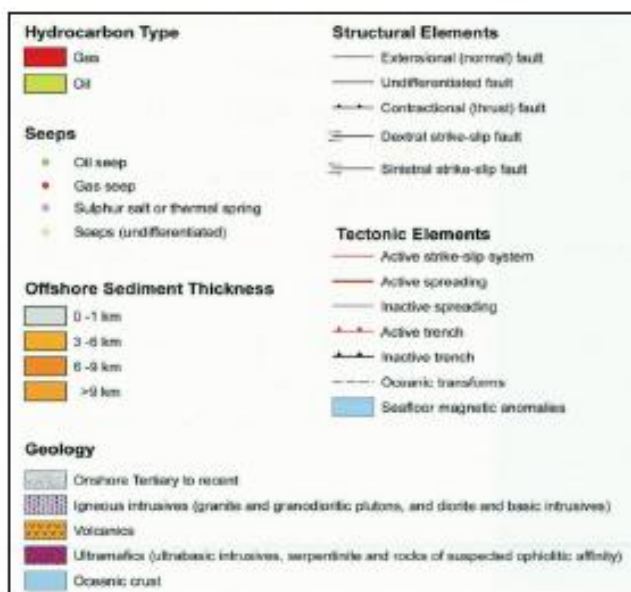 Hydrocarbon Type
Gas
Oil
Seeps
Oil seep
Gas seep
Sulphur salt or thermal spring
Seeps (undifferentiated)
Offshore Sediment Thickness
0 -1 km
3 -6 km
6 -9 km
>9 km
Structural Elements
Extensional (normal) fault
Undifferentiated fault
Contractional (thrust) fault
Dextral strike-slip fault
Sinistral strike-slip fault
Tectonic Elements
Active strike-slip system
Active spreading
Inactive spreading
Active trench
Inactive trench
Oceanic transforms
Seafloor magnetic anomalies
Geology
Onshore Tertiary to recent
Igneous intrusives (granite and granodioritic plutons, and diorite and basic intrusives)
Volcanics
Ultramafics (ultrabasic intrusives, serpentinite and rocks of suspected ophiolitic affinity)
Oceanic crust